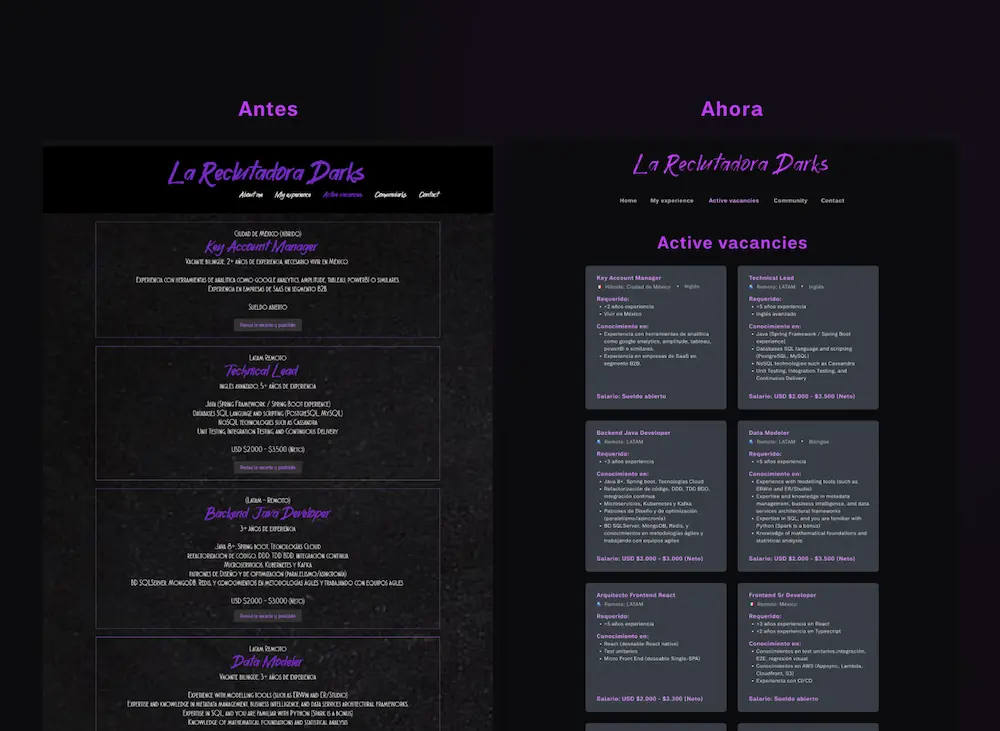 Antes
La Reclutadora Darks
About me My experience Active vacancies Community Contact
Ciudad de México (híbrido)
Key Account Manager
Vacante bilingüe, 2+ años de experiencia, necesario vivir en México
Experiencia con herramientas de analítica como google analytics, amplitude, tableau, powerBi o similares.
Experiencia en empresas de SaaS en segmento B2B
Sueldo abierto
Revisa la vacante y postúlate
Latam Remoto
Technical Lead
Inglés avanzado, 5+ años de experiencia
Java (Spring Framework / Spring Boot experience)
Databases SQL language and scripting (PostgreSQL, MySQL)
NoSQL technologies such as Cassandra
Unit Testing, Integration Testing, and Continuous Delivery
USD $2000 - $3500 (Neto)
Revisa la vacante y postúlate
(Latam - Remoto)
Backend Java Developer
3+ años de experiencia
Java 8+, Spring boot, Tecnologías Cloud
Refactorización de código, DDD, TDD BDD, integración continua
Microservicios, Kubernetes y Kafka
Patrones de Diseño y de optimización (paralelismo/asincronía)
BD SQLServer, MongoDB, Redis, y conocimientos en metodologías ágiles y trabajando con equipos agiles
USD $2000 - $3000 (Neto)
Revisa la vacante y postúlate
Latam Remoto
Data Modeler
Vacante bilingüe, 3+ años de experiencia
Experience with modelling tools (such as ERWin and ER/Studio)
Expertise and knowledge in metadata management, business intelligence, and data services architectural frameworks.
Expertise in SQL, and you are familiar with Python (Spark is a bonus)
Knowledge of mathematical foundations and statistical analysis
Ahora
La Reclutadora Darks
Home My experience Active vacancies Community Contact
Active vacancies
Key Account Manager
Híbrido: Ciudad de México • Inglés
Requerido:
• +2 años experiencia
• Vivir en México
Conocimiento en:
• Experiencia con herramientas de analítica
como google analytics, amplitude, tableau,
powerBi o similares.
• Experiencia en empresas de SaaS en
segmento B2B.
Salario: Sueldo abierto
Technical Lead
Remoto: LATAM • Inglés
Requerido:
• +5 años experiencia
• Inglés avanzado
Conocimiento en:
• Java (Spring Framework / Spring Boot
experience)
• Databases SQL language and scripting
(PostgreSQL, MySQL)
• NoSQL technologies such as Cassandra
• Unit Testing, Integration Testing, and
Continuous Delivery
Salario: USD $2.000 - $3.500 (Neto)
Backend Java Developer
Remoto: LATAM
Requerido:
• +3 años experiencia
Conocimiento en:
• Java 8+, Spring boot, Tecnologías Cloud
• Refactorización de código, DDD, TDD BDD,
integración continua
• Microservicios, Kubernetes y Kafka
• Patrones de Diseño y de optimización
(paralelismo/asincronía)
• BD SQLServer, MongoDB, Redis, y
conocimientos en metodologías ágiles y
trabajando con equipos agiles
Salario: USD $2.000 - $3.000 (Neto)
Data Modeler
Remoto: LATAM • Bilingüe
Requerido:
• +5 años experiencia
Conocimiento en:
• Experience with modelling tools (such as
ERWin and ER/Studio)
• Expertise and knowledge in metadata
management, business intelligence, and data
services architectural frameworks
• Expertise in SQL, and you are familiar with
Python (Spark is a bonus)
• Knowledge of mathematical foundations and
statistical analysis
Salario: USD $2.000 - $3.500 (Neto)
Arquitecto Frontend React
Remoto: LATAM
Requerido:
• +5 años experiencia
Conocimiento en:
• React (deseable React native)
• Test unitarios
• Micro Front End (deseable Single-SPA)
Salario: USD $2.000 - $3.300 (Neto)
Frontend Sr Developer
Remoto: México
Requerido:
• +3 años experiencia en React
• +2 años experiencia en Typescript
Conocimiento en:
• Conocimientos en test unitarios,integración,
E2E, regresión visual
• Conocimientos en AWS (Appsync, Lambda,
Cloudfront, S3)
• Experiencia con CI/CD
Salario: Sueldo abierto